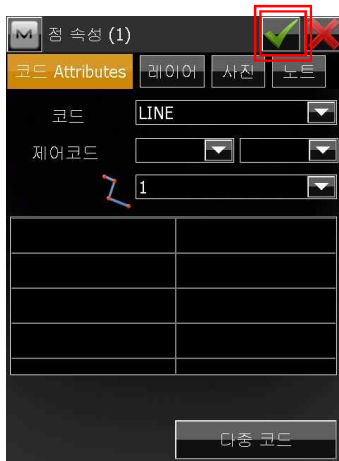 점 속성 (1)
코드 Attributes 레이어 사진 노트
코드 LINE
제어코드
1
다중 코드